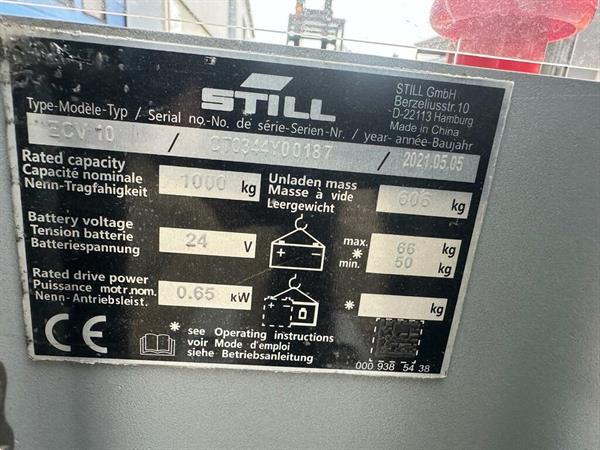 STILL
STILL GmbH
Berzeliusstr.10
D-22113 Hamburg
Made in China
Type-Modèle-Typ / Serial no.-No. de série-Serien-Nr. / year- année-Baujahr
ECV 10 / CTC344Y00187 / 2021.05.05
Rated capacity
Capacité nominale
Nenn-Tragfähigkeit
1000 kg
Unladen mass
Masse à vide
Leergewicht
kg
Battery voltage
Tension batterie
Batteriespannung
24 V
max. 66 kg
*
min. 50 kg
Rated drive power
Puissance motr.nom.
Nenn-Antriebsleist.
0.65 kW
* kg
CE
* see Operating instructions
voir Mode d'emploi
siehe Betriebsanleitung
000 938 54 38